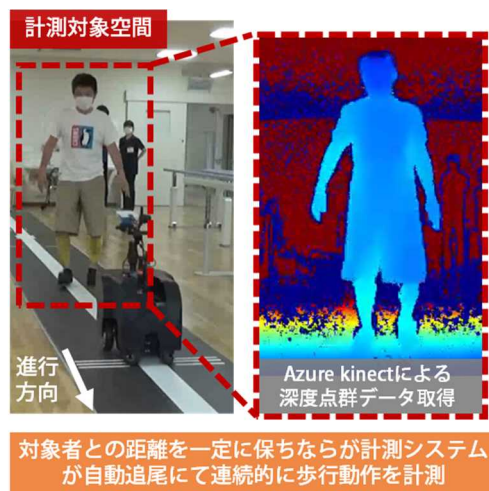 計測対象空間
進行
方向
Azure kinectによる
深度点群データ取得
対象者との距離を一定に保ちならが計測システム
が自動追尾にて連続的に歩行動作を計測